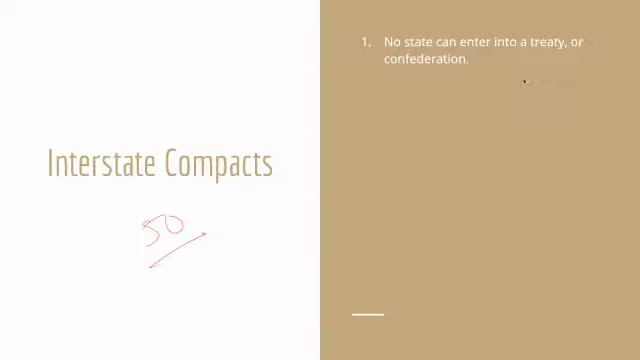 Interstate Compacts
50
1. No state can enter into a treaty, or
confederation.